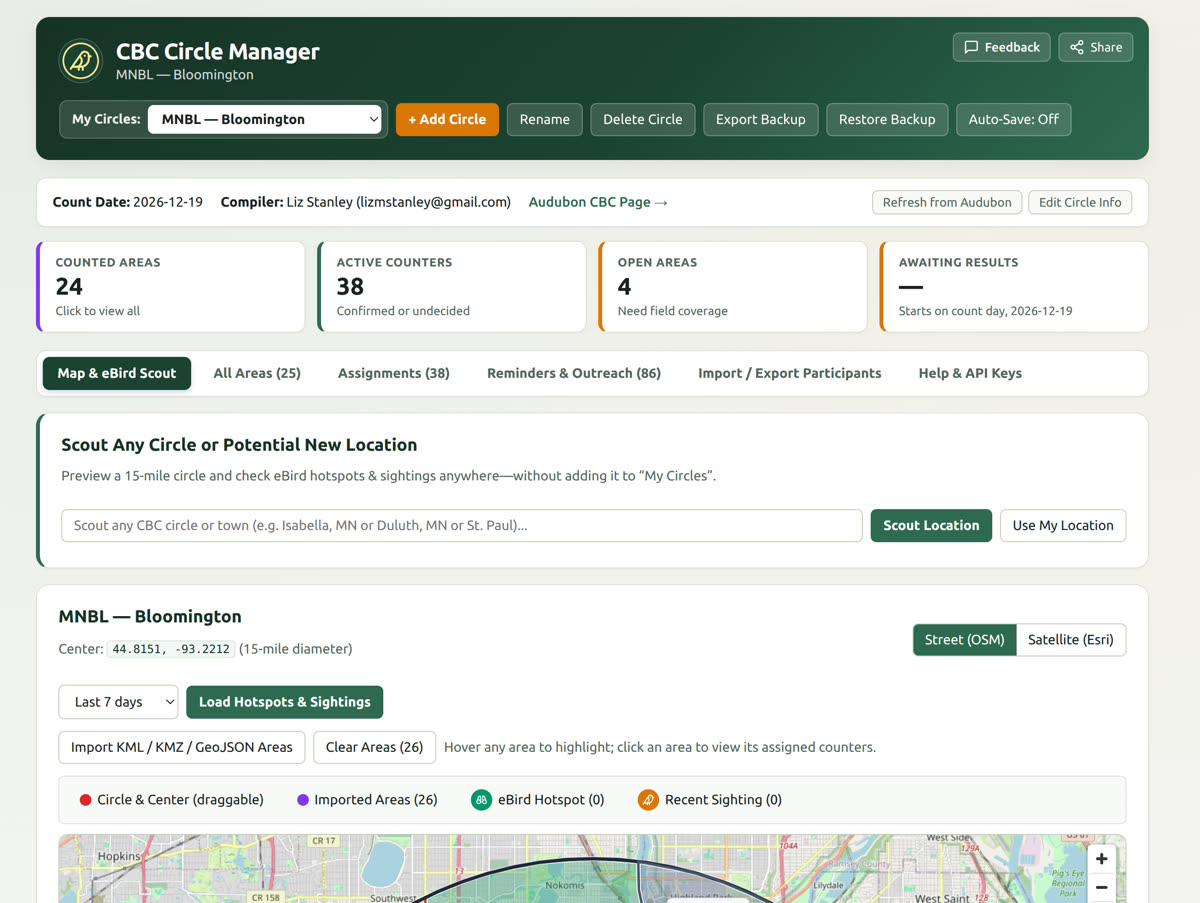 CBC Circle Manager
MNBL — Bloomington
Feedback
Share
My Circles:
MNBL — Bloomington
+ Add Circle
Rename
Delete Circle
Export Backup
Restore Backup
Auto-Save: Off
Count Date: 2026-12-19
Compiler: Liz Stanley (lizmstanley@gmail.com)
Audubon CBC Page →
Refresh from Audubon
Edit Circle Info
COUNTED AREAS
24
Click to view all
ACTIVE COUNTERS
38
Confirmed or undecided
OPEN AREAS
4
Need field coverage
AWAITING RESULTS
—
Starts on count day, 2026-12-19
Map & eBird Scout
All Areas (25)
Assignments (38)
Reminders & Outreach (86)
Import / Export Participants
Help & API Keys
Scout Any Circle or Potential New Location
Preview a 15-mile circle and check eBird hotspots & sightings anywhere—without adding it to “My Circles”.
Scout any CBC circle or town (e.g. Isabella, MN or Duluth, MN or St. Paul)...
Scout Location
Use My Location
MNBL — Bloomington
Center: 44.8151, -93.2212 (15-mile diameter)
Street (OSM)
Satellite (Esri)
Last 7 days
Load Hotspots & Sightings
Import KML / KMZ / GeoJSON Areas
Clear Areas (26)
Hover any area to highlight; click an area to view its assigned counters.
Circle & Center (draggable)
Imported Areas (26)
eBird Hotspot (0)
Recent Sighting (0)
CR 17
West Side
Hopkins
104A
129A
Ramsey County
+
Pig's Eye
Regional
Park
Nokomis
Lilydale
CR 158
Southwest
Highland Park
West Saint
128
−